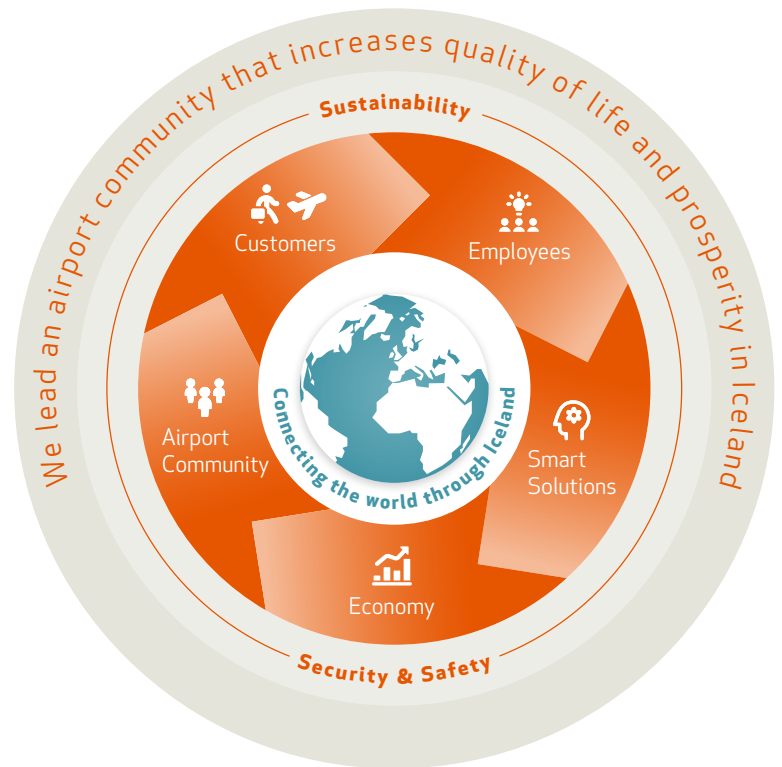 We lead an airport community that increases quality of life and prosperity in Iceland
Sustainability
Customers
Employees
Smart
Solutions
Economy
Airport
Community
Connecting the world through Iceland
Security & Safety